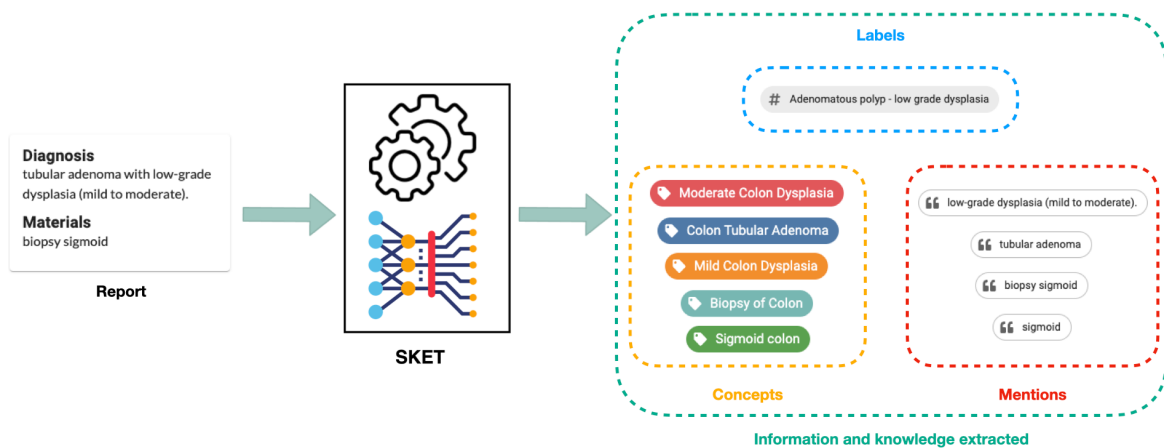 Diagnosis
tubular adenoma with low-grade
dysplasia (mild to moderate).
Materials
biopsy sigmoid
Report
SKET
Labels
# Adenomatous polyp - low grade dysplasia
Moderate Colon Dysplasia
Colon Tubular Adenoma
Mild Colon Dysplasia
Biopsy of Colon
Sigmoid colon
Concepts
low-grade dysplasia (mild to moderate).
tubular adenoma
biopsy sigmoid
sigmoid
Mentions
Information and knowledge extracted